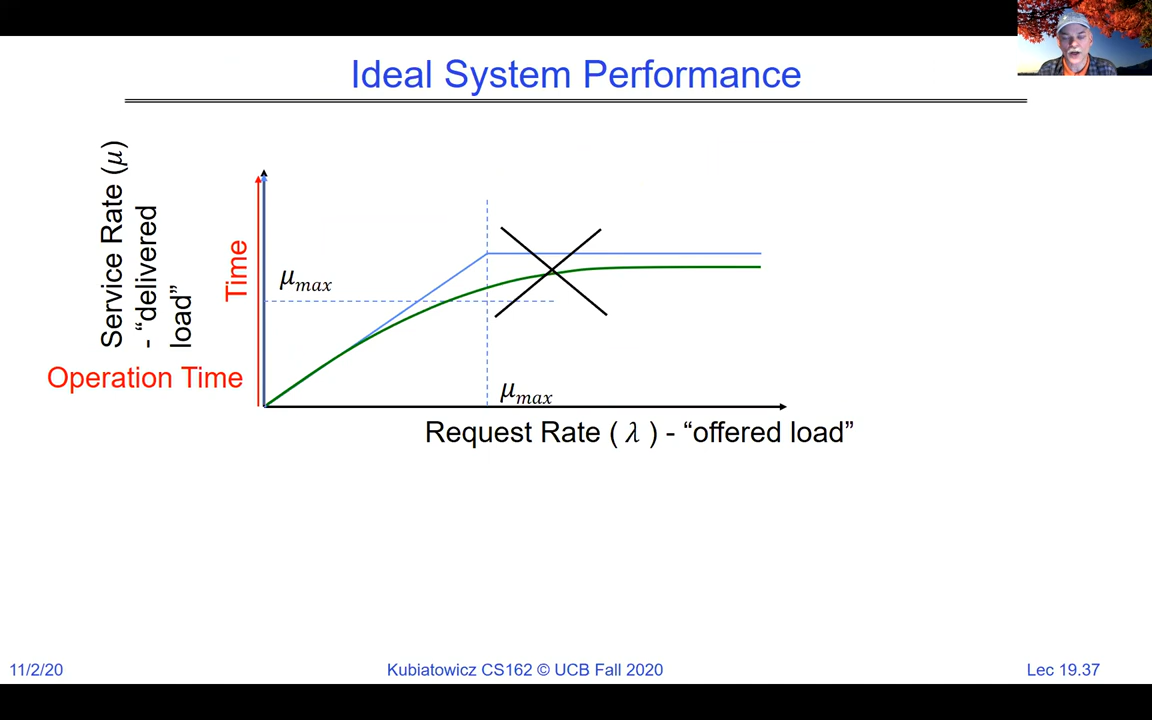 Ideal System Performance
Service Rate (μ)
- “delivered
load”
Time
μmax
Operation Time
μmax
Request Rate ( λ ) - “offered load”
11/2/20
Kubiatowicz CS162 © UCB Fall 2020
Lec 19.37